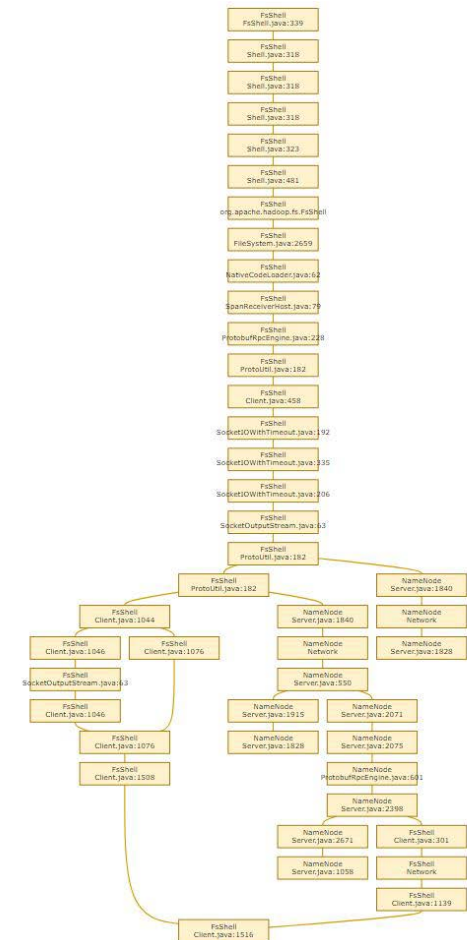 FsShell
FsShell.java:339
FsShell
Shell.java:318
FsShell
Shell.java:318
FsShell
Shell.java:318
FsShell
Shell.java:323
FsShell
Shell.java:481
FsShell
org.apache.hadoop.fs.FsShell
FsShell
FileSystem.java:2659
FsShell
NativeCodeLoader.java:62
FsShell
SpanReceiverHost.java:79
FsShell
ProtobufRpcEngine.java:228
FsShell
ProtoUtil.java:182
FsShell
Client.java:458
FsShell
SocketIOWithTimeout.java:192
FsShell
SocketIOWithTimeout.java:335
FsShell
SocketIOWithTimeout.java:206
FsShell
SocketOutputStream.java:63
FsShell
ProtoUtil.java:182
FsShell
ProtoUtil.java:182
NameNode
Server.java:1840
FsShell
Client.java:1044
NameNode
Server.java:1840
NameNode
Network
FsShell
Client.java:1046
FsShell
Client.java:1076
NameNode
Network
NameNode
Server.java:1828
FsShell
SocketOutputStream.java:63
NameNode
Server.java:550
FsShell
Client.java:1046
NameNode
Server.java:1915
NameNode
Server.java:2071
FsShell
Client.java:1076
NameNode
Server.java:1828
NameNode
Server.java:2075
FsShell
Client.java:1508
NameNode
ProtobufRpcEngine.java:601
NameNode
Server.java:2398
NameNode
Server.java:2671
FsShell
Client.java:301
NameNode
Server.java:1058
FsShell
Network
FsShell
Client.java:1139
FsShell
Client.java:1516